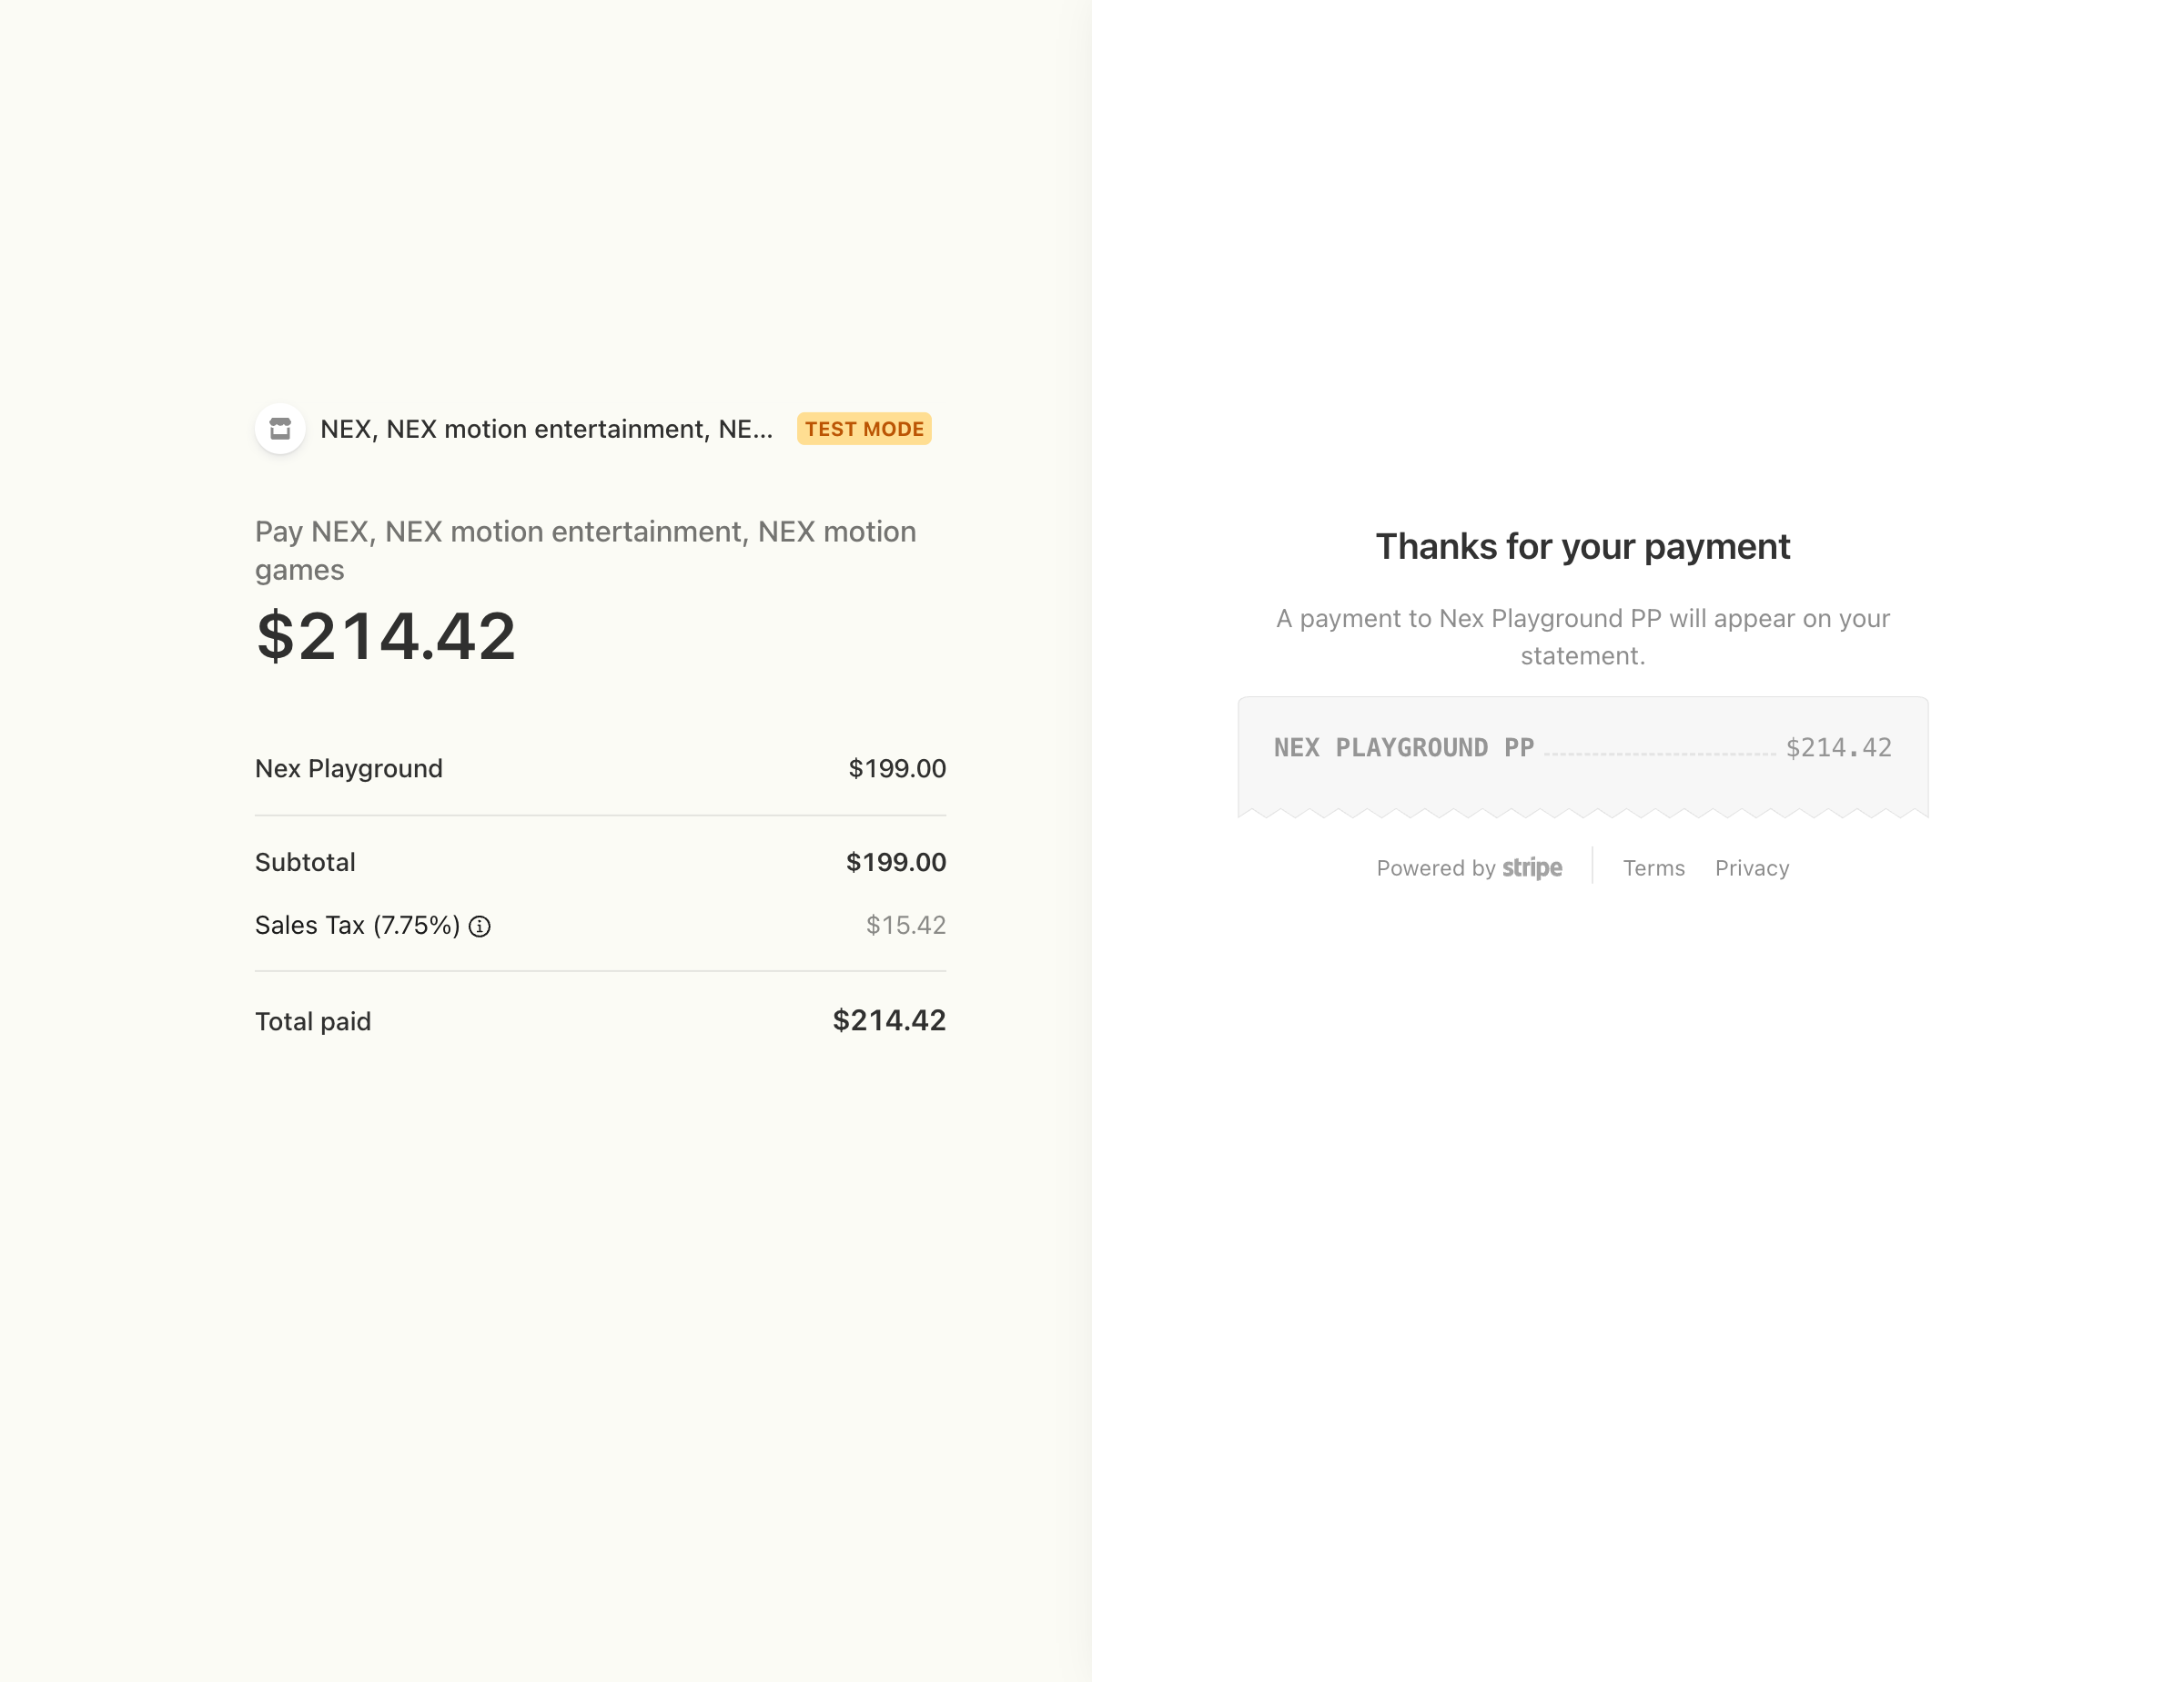 NEX, NEX motion entertainment, NE... TEST MODE
Pay NEX, NEX motion entertainment, NEX motion
games
$214.42
Nex Playground $199.00
Subtotal $199.00
Sales Tax (7.75%) $15.42
Total paid $214.42
Thanks for your payment
A payment to Nex Playground PP will appear on your
statement.
NEX PLAYGROUND PP $214.42
Powered by stripe Terms Privacy